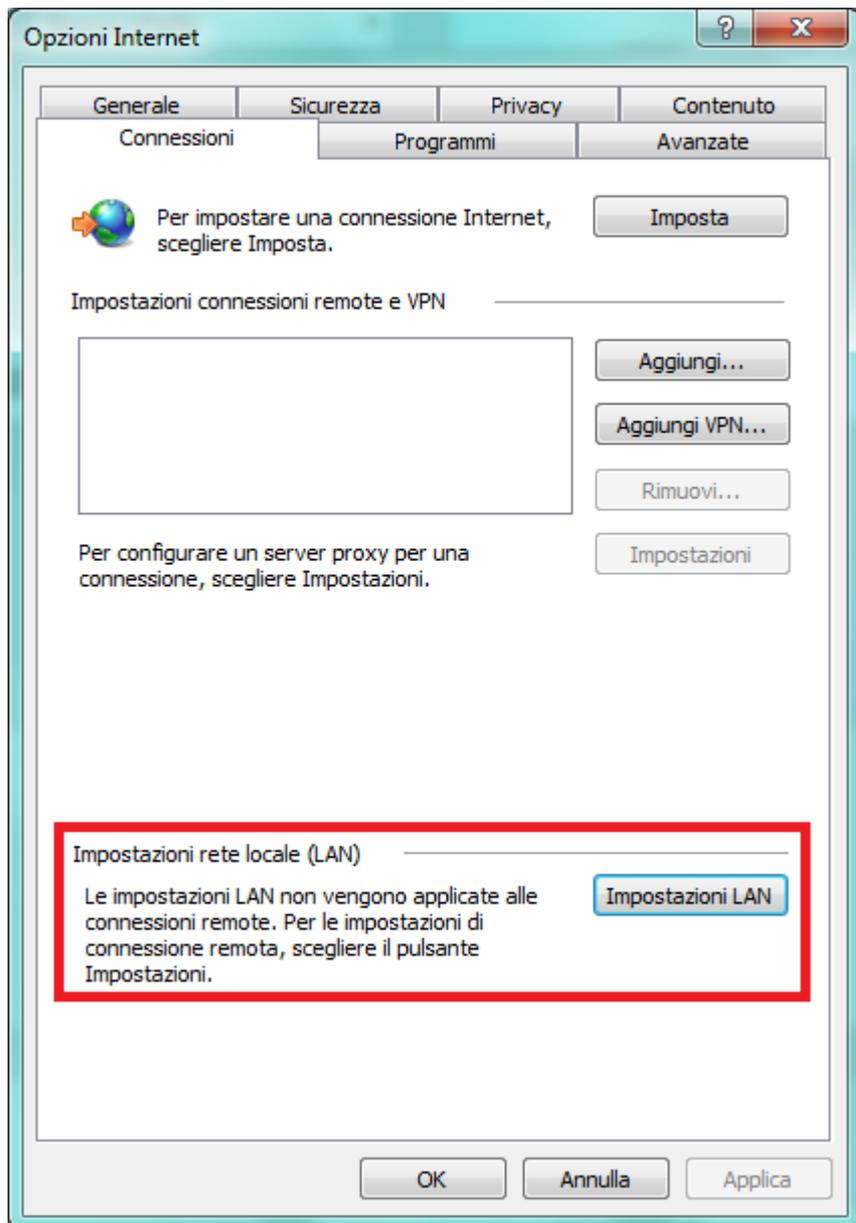 Opzioni Internet
Generale
Sicurezza
Privacy
Contenuto
Connessioni
Programmi
Avanzate
Per impostare una connessione Internet,
scegliere Imposta.
Imposta
Impostazioni connessioni remote e VPN
Aggiungi...
Aggiungi VPN...
Rimuovi...
Per configurare un server proxy per una
connessione, scegliere Impostazioni.
Impostazioni
Impostazioni rete locale (LAN)
Le impostazioni LAN non vengono applicate alle
connessioni remote. Per le impostazioni di
connessione remota, scegliere il pulsante
Impostazioni.
Impostazioni LAN
OK
Annulla
Applica